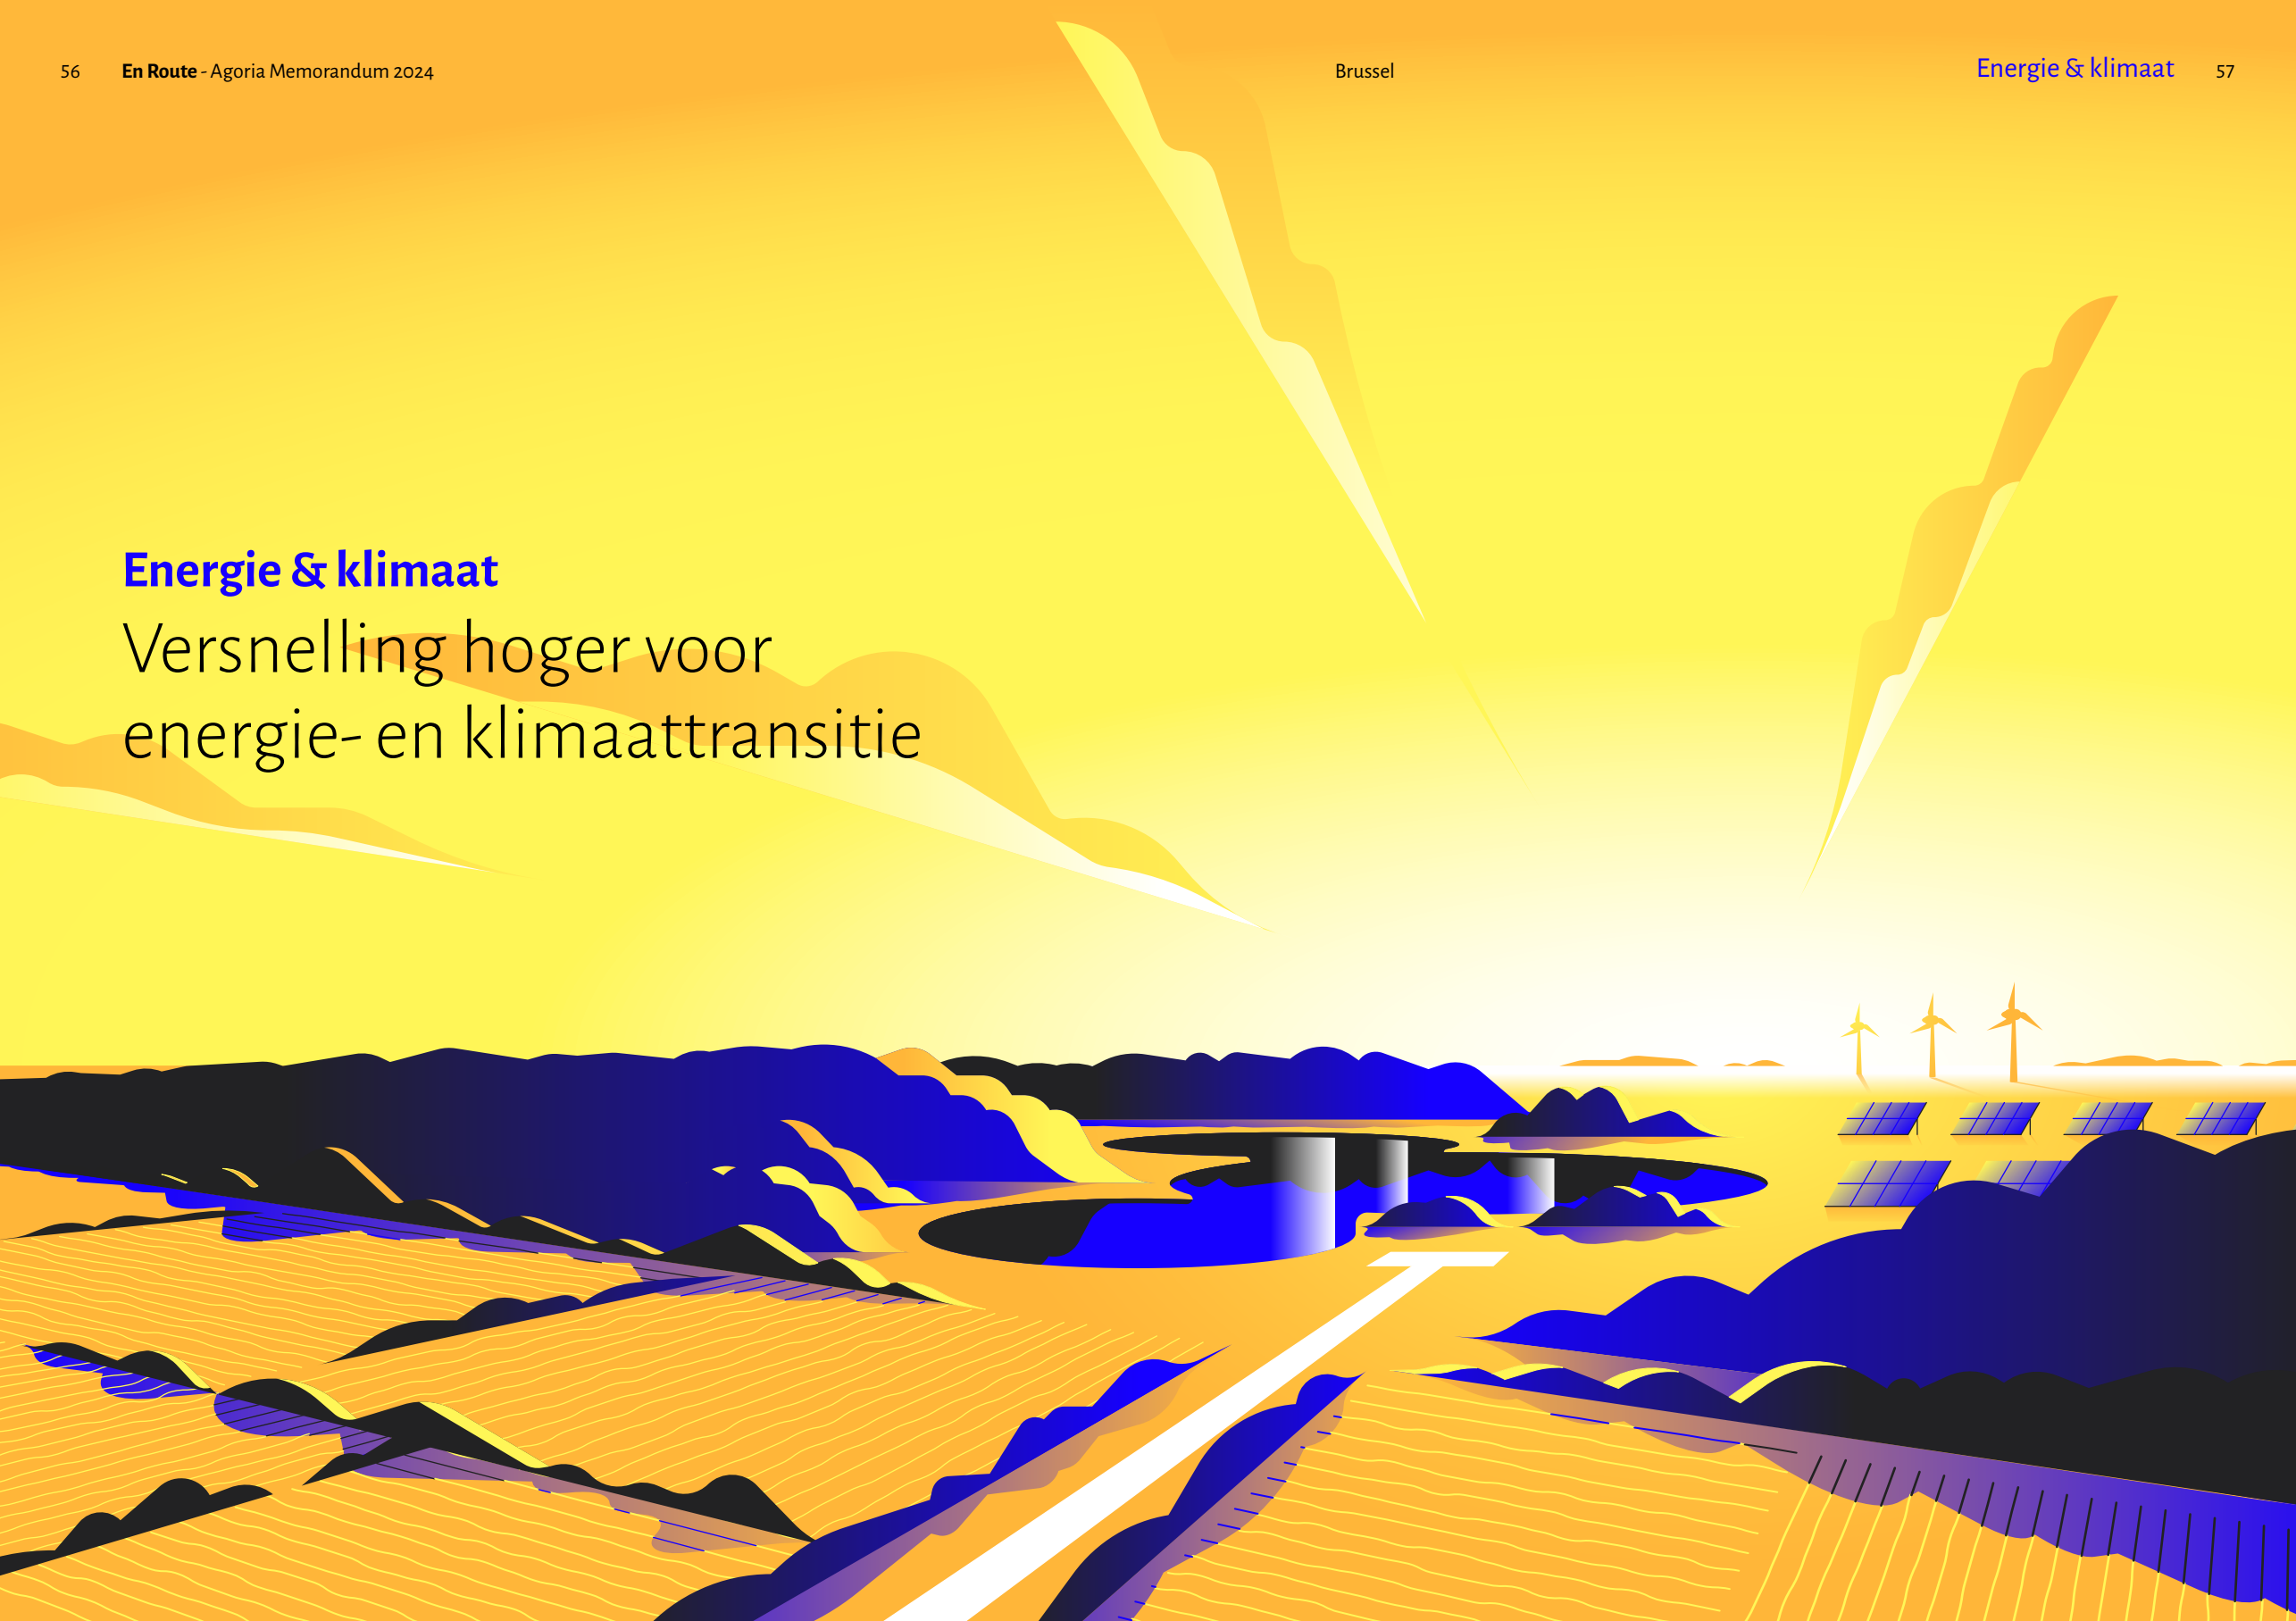 56 En Route - Agoria Memorandum 2024
Brussel
Energie & klimaat 57
Energie & klimaat
Versnelling hoger voor
energie- en klimaattransitie